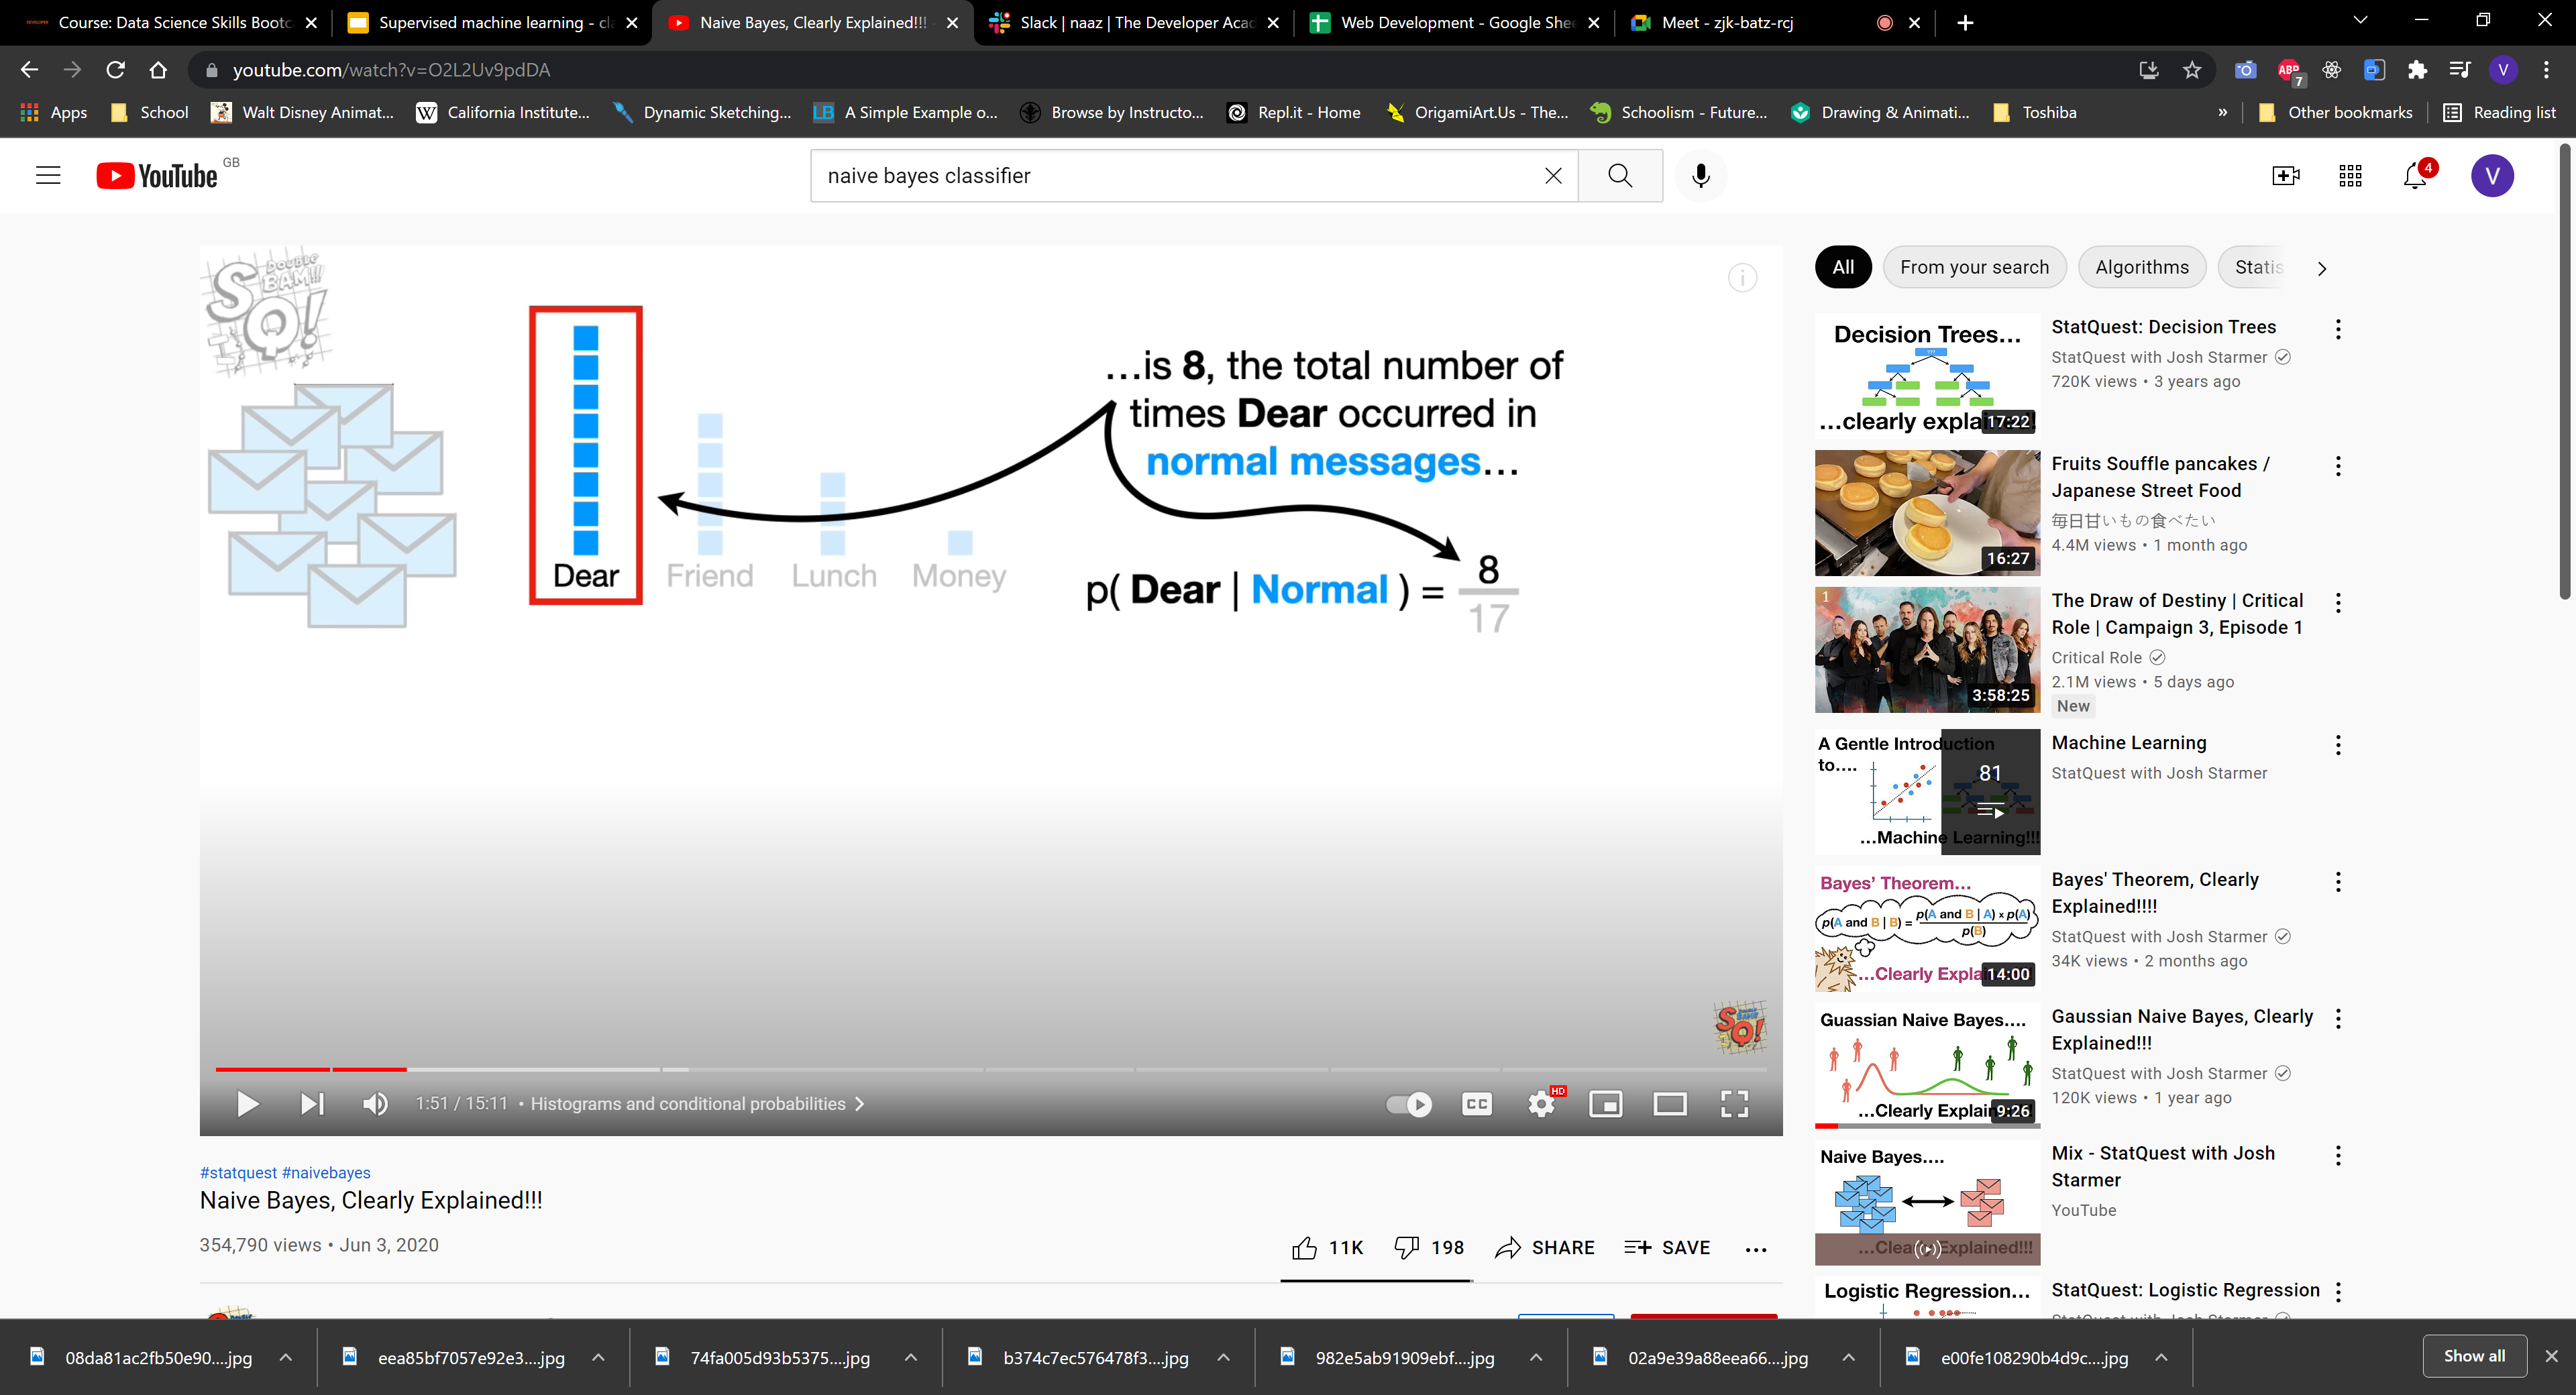 Course: Data Science Skills Bootc
Supervised machine learning - cl
Naive Bayes, Clearly Explained!!!
Slack | naaz | The Developer Acad
Web Development - Google She
Meet - zjk-batz-rcj
youtube.com/watch?v=O2L2Uv9pdDA
ABP
7
V
Apps
School
Walt Disney Animat...
W
California Institute...
Dynamic Sketching...
LB
A Simple Example o...
Browse by Instructo...
Repl.it - Home
OrigamiArt.Us - The...
Schoolism - Future...
Drawing & Animati...
Toshiba
»
Other bookmarks
Reading list
YouTube
GB
naive bayes classifier
4
V
DOUBLE
BAM!!!
SQ!
...is 8, the total number of
times Dear occurred in
normal messages...
Dear
Friend
Lunch
Money
p( Dear | Normal ) = 8
17
SQ!
1:51 / 15:11 • Histograms and conditional probabilities
CC
HD
#statquest #naivebayes
Naive Bayes, Clearly Explained!!!
354,790 views • Jun 3, 2020
11K
198
SHARE
SAVE
All
From your search
Algorithms
Statis
Decision Trees...
...clearly explained!
17:22
StatQuest: Decision Trees
StatQuest with Josh Starmer
720K views • 3 years ago
16:27
Fruits Souffle pancakes /
Japanese Street Food
毎日甘いもの食べたい
4.4M views • 1 month ago
1
3:58:25
The Draw of Destiny | Critical
Role | Campaign 3, Episode 1
Critical Role
2.1M views • 5 days ago
New
A Gentle Introduction
to....
...Machine Learning!!!
81
Machine Learning
StatQuest with Josh Starmer
Bayes' Theorem...
p(A and B | B) = p(A and B | A) x p(A)
p(B)
...Clearly Expla
14:00
Bayes' Theorem, Clearly
Explained!!!!
StatQuest with Josh Starmer
34K views • 2 months ago
Guassian Naive Bayes....
...Clearly Explain
9:26
Gaussian Naive Bayes, Clearly
Explained!!!
StatQuest with Josh Starmer
120K views • 1 year ago
Naive Bayes....
...Clearly Explained!!!
Mix - StatQuest with Josh
Starmer
YouTube
Logistic Regression...
StatQuest: Logistic Regression
08da81ac2fb50e90....jpg
eea85bf7057e92e3....jpg
74fa005d93b5375....jpg
b374c7ec576478f3....jpg
982e5ab91909ebf....jpg
02a9e39a88eea66....jpg
e00fe108290b4d9c....jpg
Show all